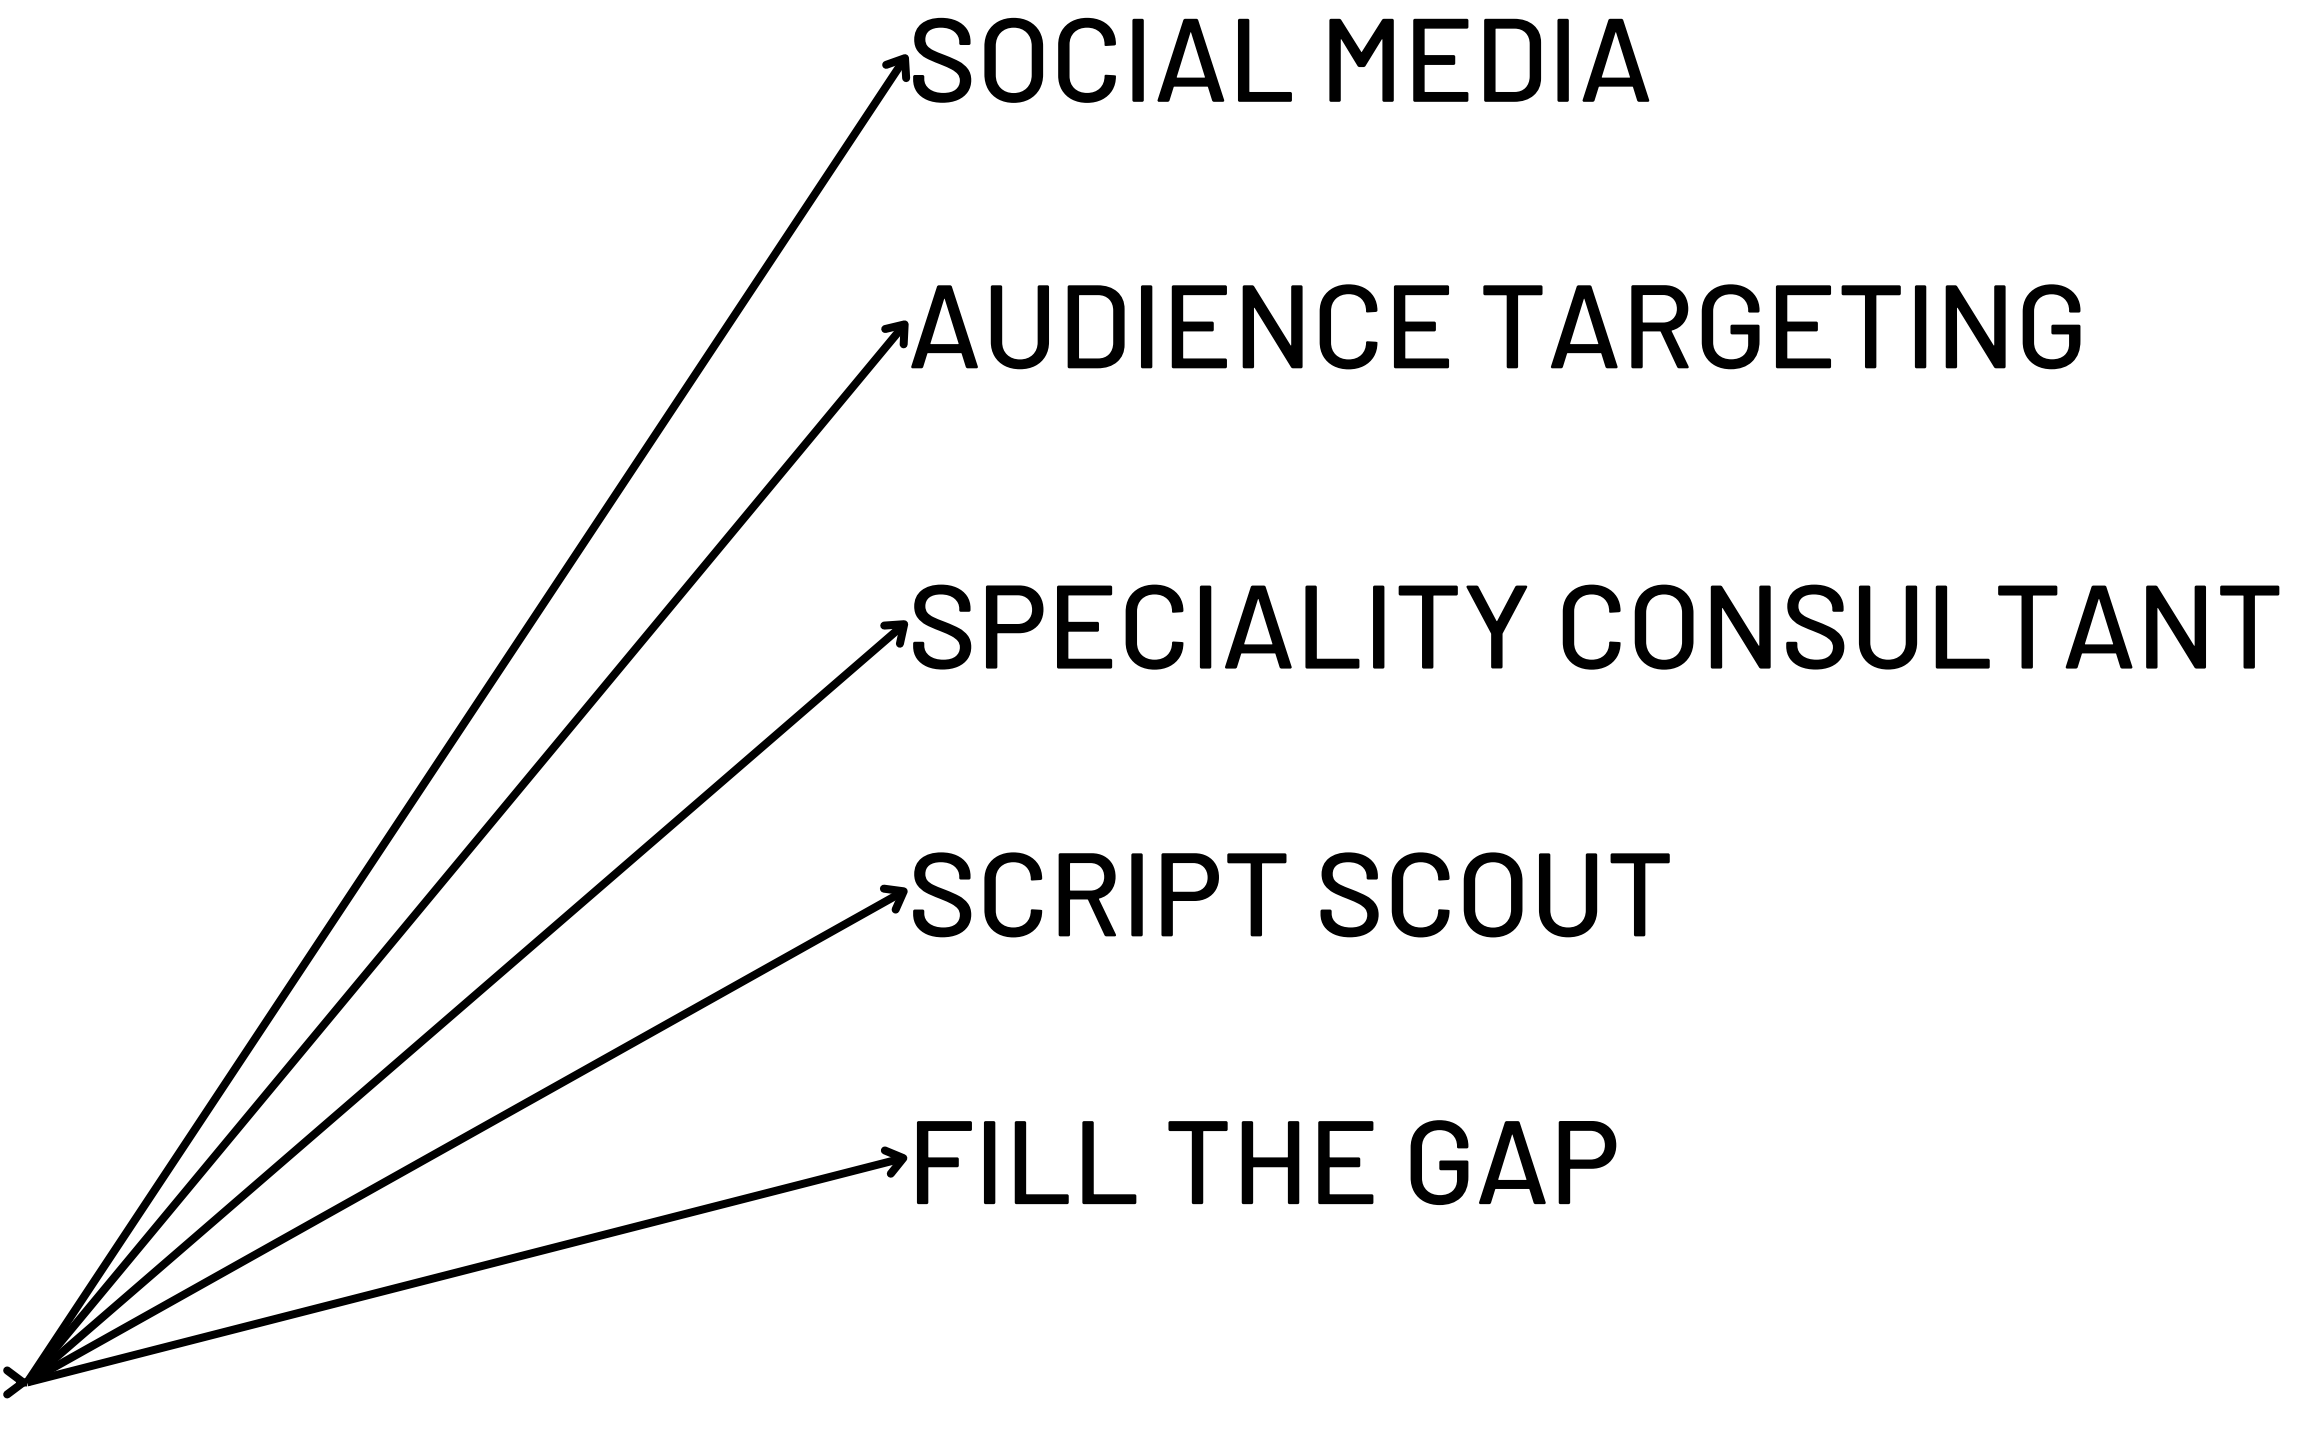 SOCIAL MEDIA
AUDIENCE TARGETING
SPECIALITY CONSULTANT
SCRIPT SCOUT
FILL THE GAP